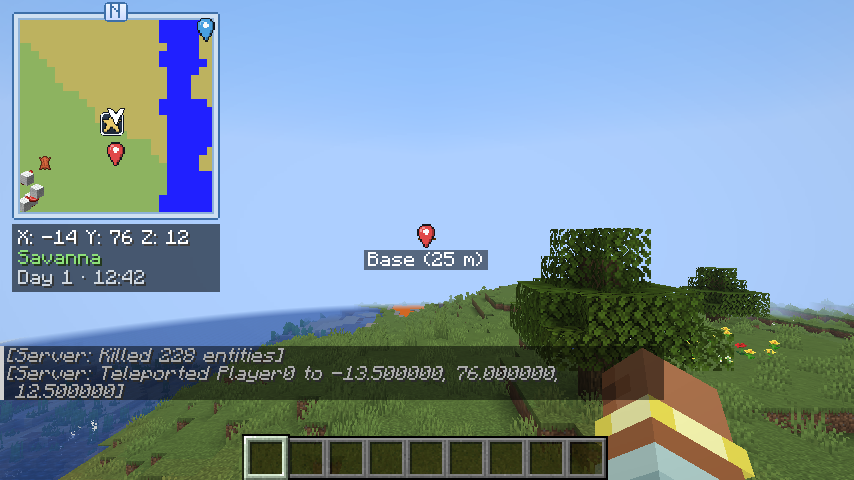 N
X: -14 Y: 76 Z: 12
Savanna
Day 1 · 12:42
Base (25 m)
[Server: Killed 228 entities]
[Server: Teleported Player0 to -13.500000, 76.000000,
12.500000]